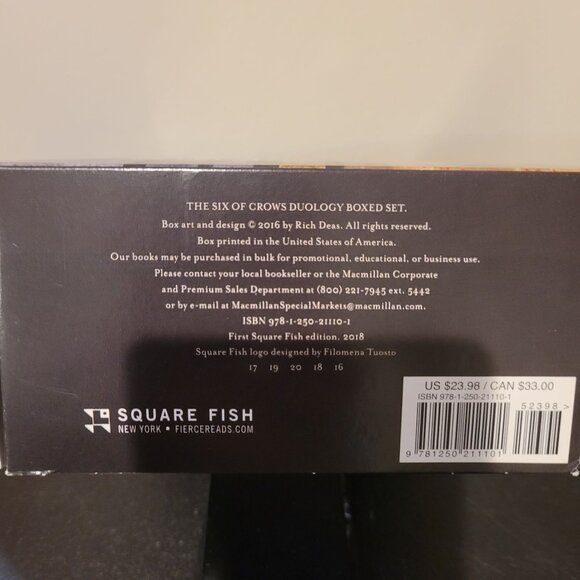 THE SIX OF CROWS DUOLOGY BOXED SET.
Box art and design © 2016 by Rich Deas. All rights reserved.
Box printed in the United States of America.
Our books may be purchased in bulk for promotional, educational, or business use.
Please contact your local bookseller or the Macmillan Corporate
and Premium Sales Department at (800) 221-7945 ext. 5442
or by e-mail at MacmillanSpecialMarkets@macmillan.com.
ISBN 978-1-250-21110-1
First Square Fish edition, 2018
Square Fish logo designed by Filomena Tuosto
17 19 20 18 16
SQUARE FISH
NEW YORK • FIERCEREADS.COM
US $23.98 / CAN $33.00
ISBN 978-1-250-21110-1
52398>
9 781250 211101